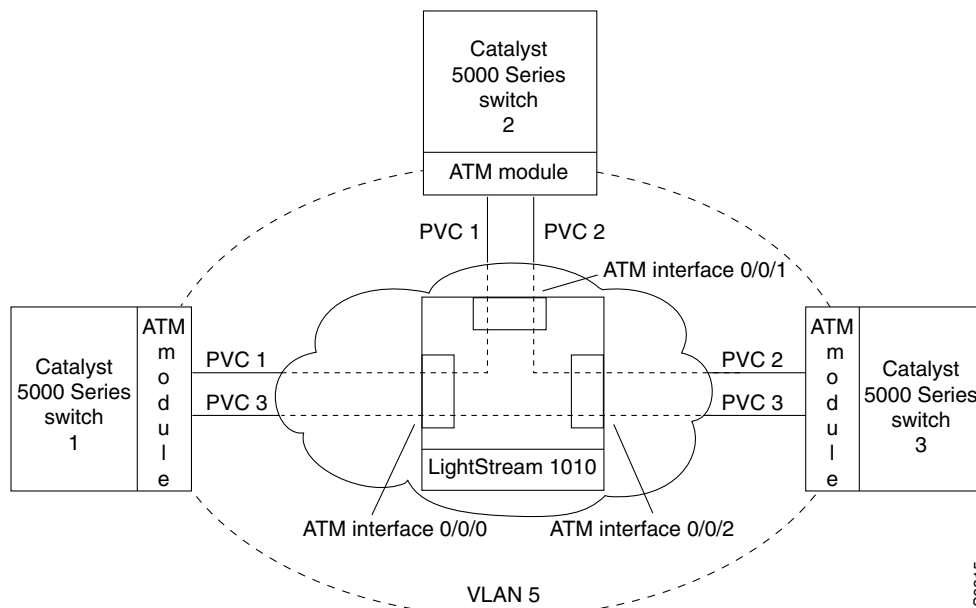 Catalyst
5000 Series
switch
2
ATM module
PVC 1
PVC 2
ATM interface 0/0/1
Catalyst
5000 Series
switch
1
ATM
module
PVC 1
PVC 3
PVC 2
PVC 3
ATM
module
Catalyst
5000 Series
switch
3
LightStream 1010
ATM interface 0/0/0
ATM interface 0/0/2
VLAN 5